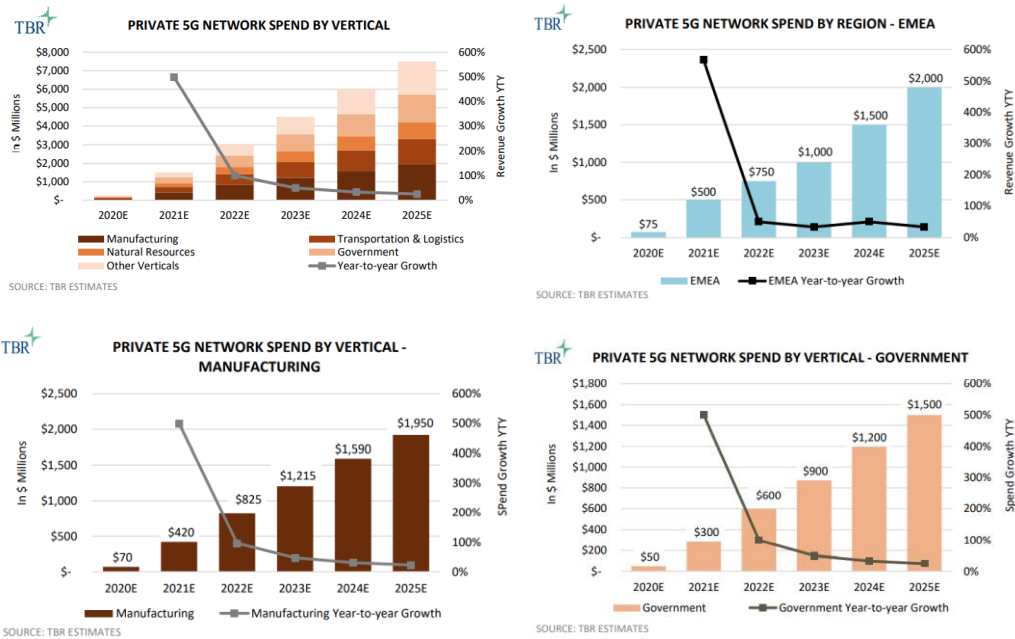 TBR
PRIVATE 5G NETWORK SPEND BY VERTICAL
In $ Millions
$8,000
$7,000
$6,000
$5,000
$4,000
$3,000
$2,000
$1,000
$-
600%
500%
400%
300%
200%
100%
0%
Revenue Growth YTY
2020E 2021E 2022E 2023E 2024E 2025E
Manufacturing Transportation & Logistics
Natural Resources Government
Other Verticals Year-to-year Growth
SOURCE: TBR ESTIMATES
TBR
PRIVATE 5G NETWORK SPEND BY REGION - EMEA
In $ Millions
$2,500
$2,000
$1,500
$1,000
$500
$-
$75
$500
$750
$1,000
$1,500
$2,000
600%
500%
400%
300%
200%
100%
0%
Revenue Growth YTY
2020E 2021E 2022E 2023E 2024E 2025E
EMEA EMEA Year-to-year Growth
SOURCE: TBR ESTIMATES
TBR
PRIVATE 5G NETWORK SPEND BY VERTICAL -
MANUFACTURING
In $ Millions
$2,500
$2,000
$1,500
$1,000
$500
$-
$70
$420
$825
$1,215
$1,590
$1,950
600%
500%
400%
300%
200%
100%
0%
Spend Growth YTY
2020E 2021E 2022E 2023E 2024E 2025E
Manufacturing Manufacturing Year-to-year Growth
SOURCE: TBR ESTIMATES
TBR
PRIVATE 5G NETWORK SPEND BY VERTICAL - GOVERNMENT
In $ Millions
$1,800
$1,600
$1,400
$1,200
$1,000
$800
$600
$400
$200
$-
$50
$300
$600
$900
$1,200
$1,500
600%
500%
400%
300%
200%
100%
0%
Spend Growth YTY
2020E 2021E 2022E 2023E 2024E 2025E
Government Government Year-to-year Growth
SOURCE: TBR ESTIMATES